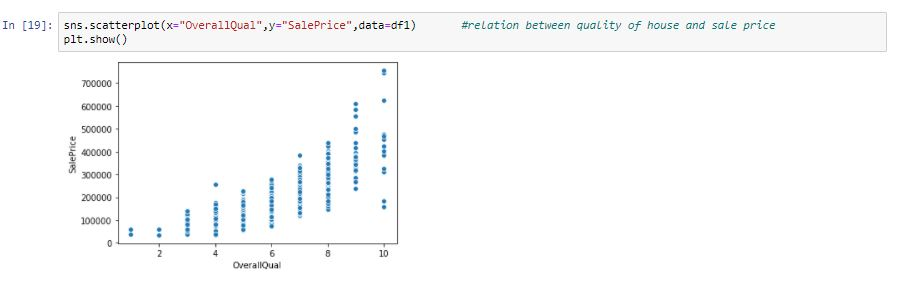 In [19]: sns.scatterplot(x="OverallQual",y="SalePrice",data=df1) #relation between quality of house and sale price
plt.show()
700000
600000
500000
400000
300000
200000
100000
0
SalePrice
2 4 6 8 10
OverallQual